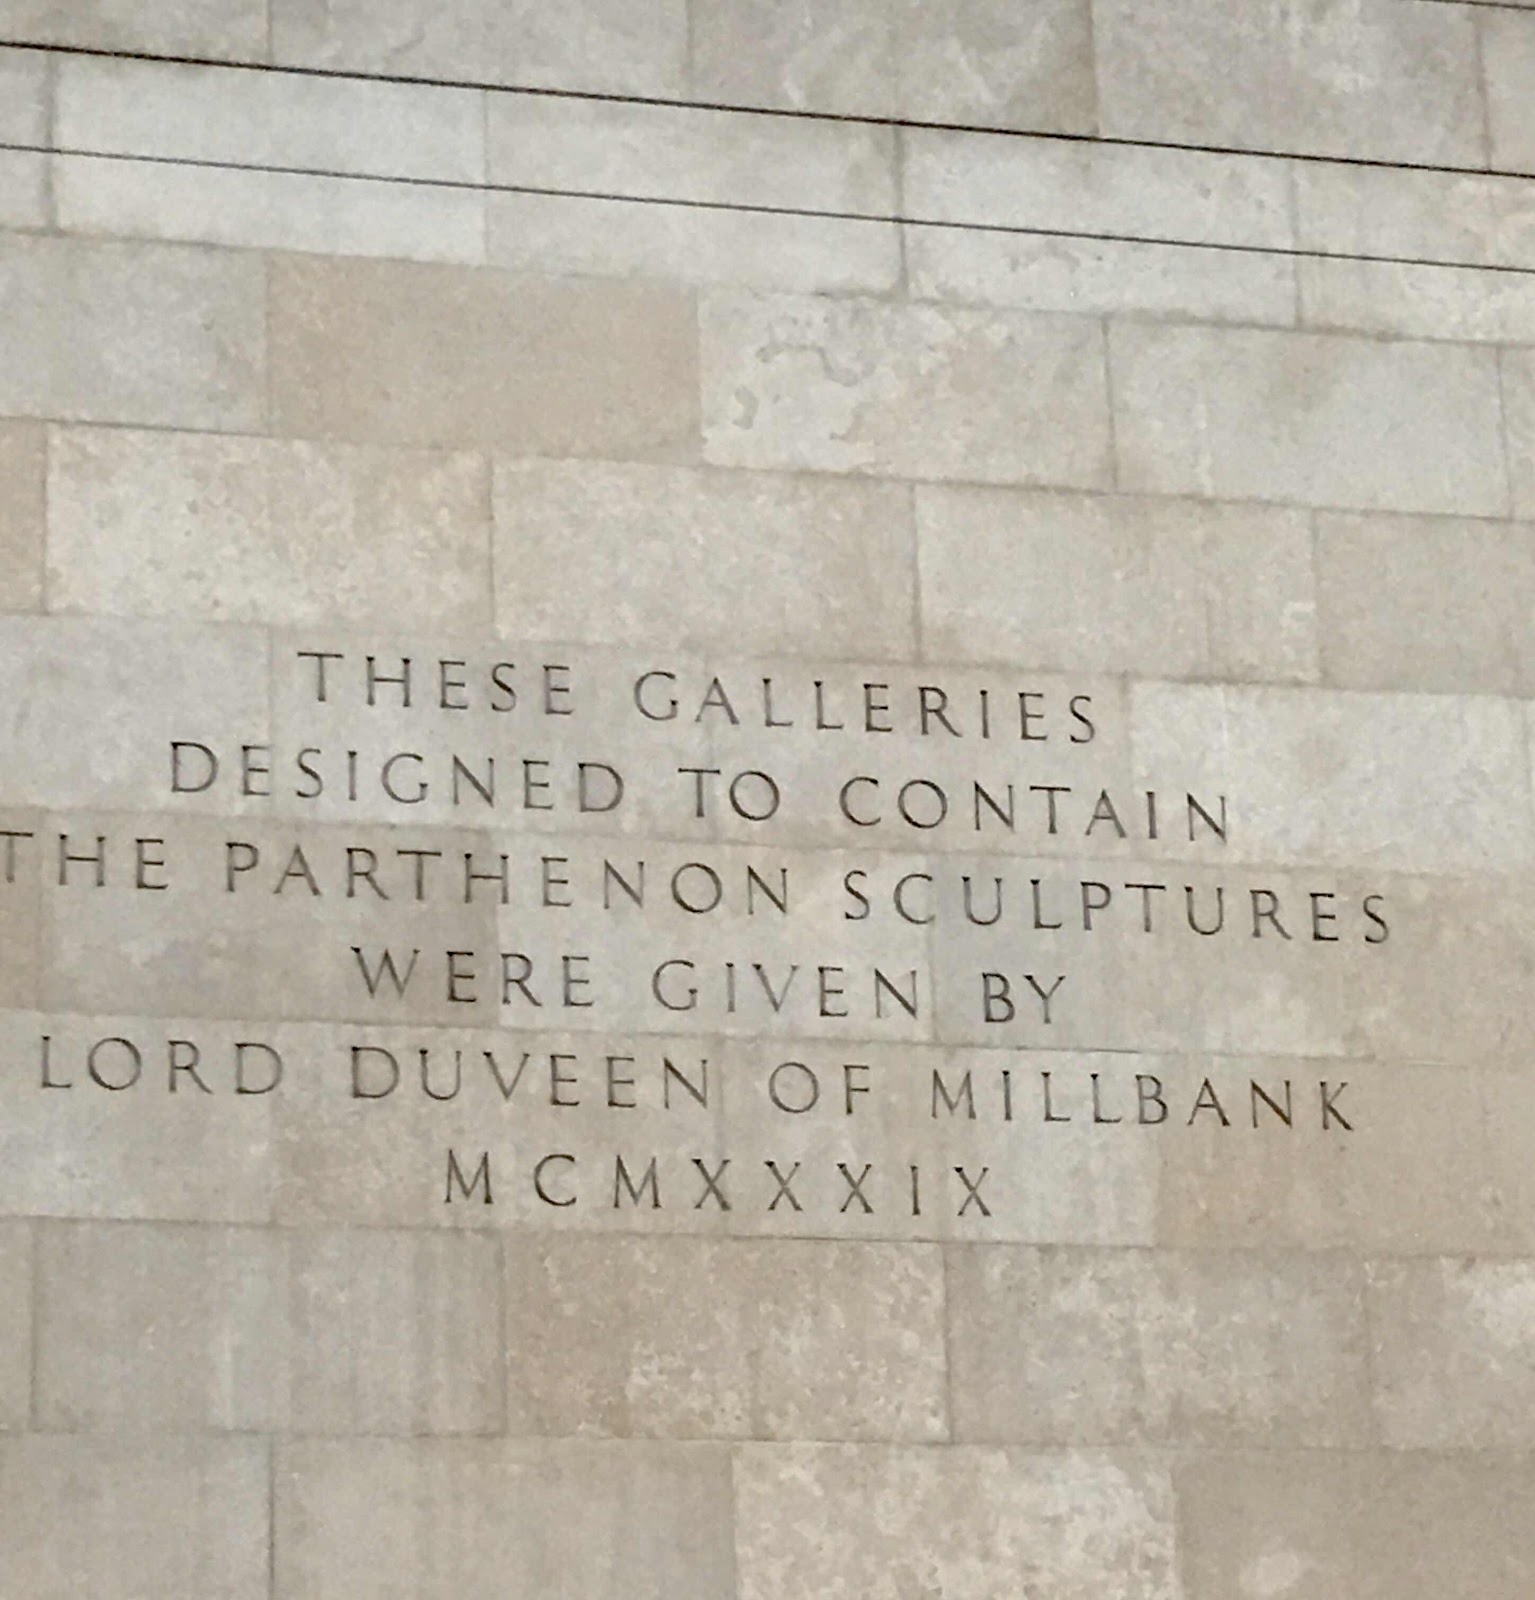 THESE GALLERIES
DESIGNED TO CONTAIN
THE PARTHENON SCULPTURES
WERE GIVEN BY
LORD DUVEEN OF MILLBANK
MCMXXXIX